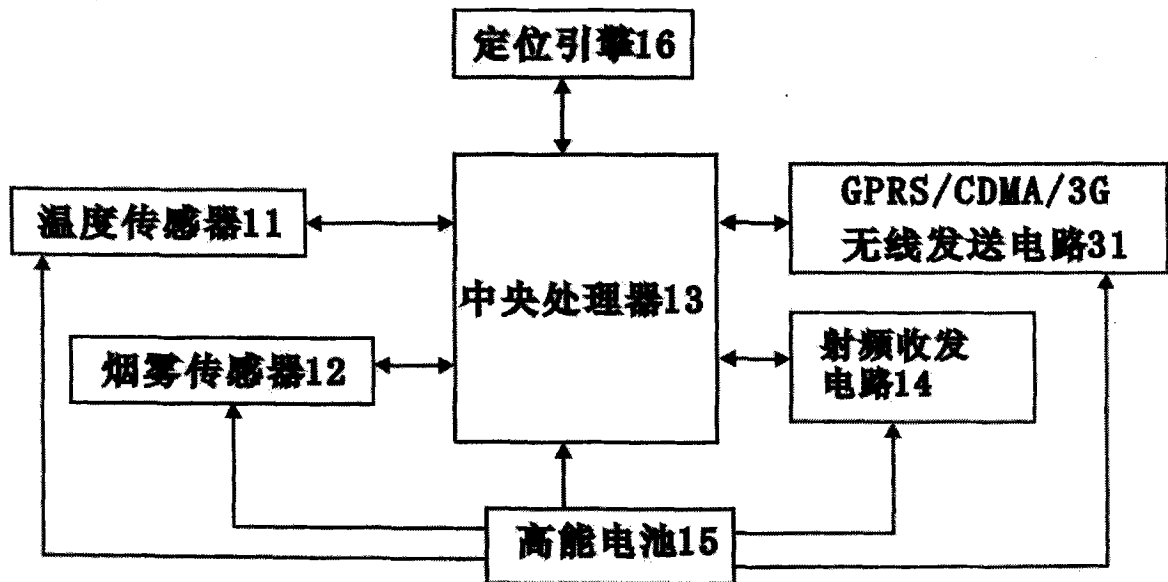 定位引擎16
温度传感器11
GPRS/CDMA/3G
无线发送电路31
中央处理器13
烟雾传感器12
射频收发
电路14
高能电池15